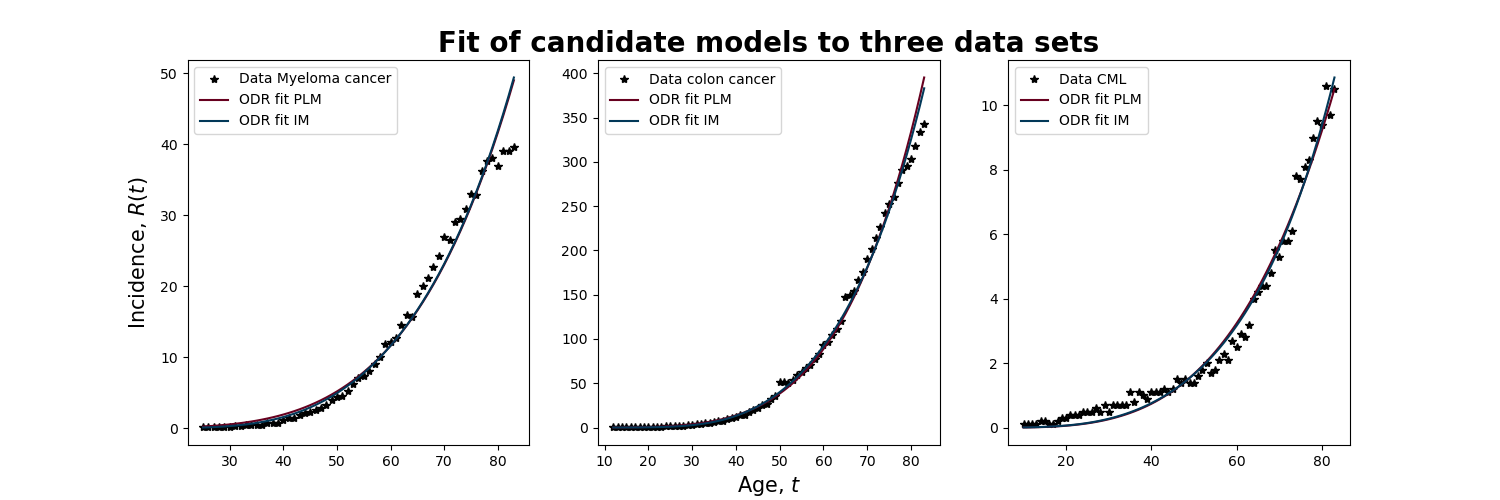 Fit of candidate models to three data sets
Data Myeloma cancer
ODR fit PLM
ODR fit IM
Data colon cancer
ODR fit PLM
ODR fit IM
Data CML
ODR fit PLM
ODR fit IM
Incidence, R(t)
50
40
30
20
10
0
30 40 50 60 70 80
400
350
300
250
200
150
100
50
0
10 20 30 40 50 60 70 80
10
8
6
4
2
0
20 40 60 80
Age, t